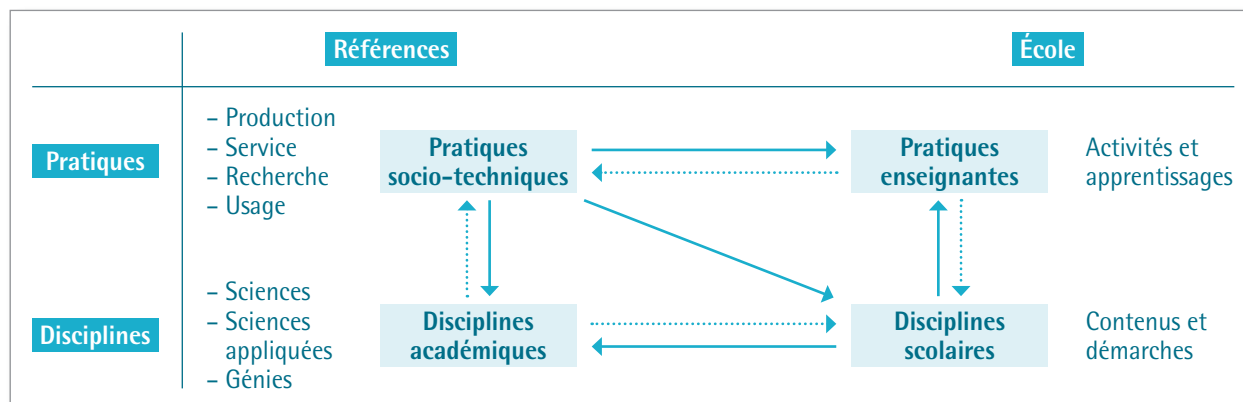 Références
École
Pratiques
– Production
– Service
– Recherche
– Usage
Pratiques
socio-techniques
Pratiques
enseignantes
Activités et
apprentissages
Disciplines
– Sciences
– Sciences
appliquées
– Génies
Disciplines
académiques
Disciplines
scolaires
Contenus et
démarches